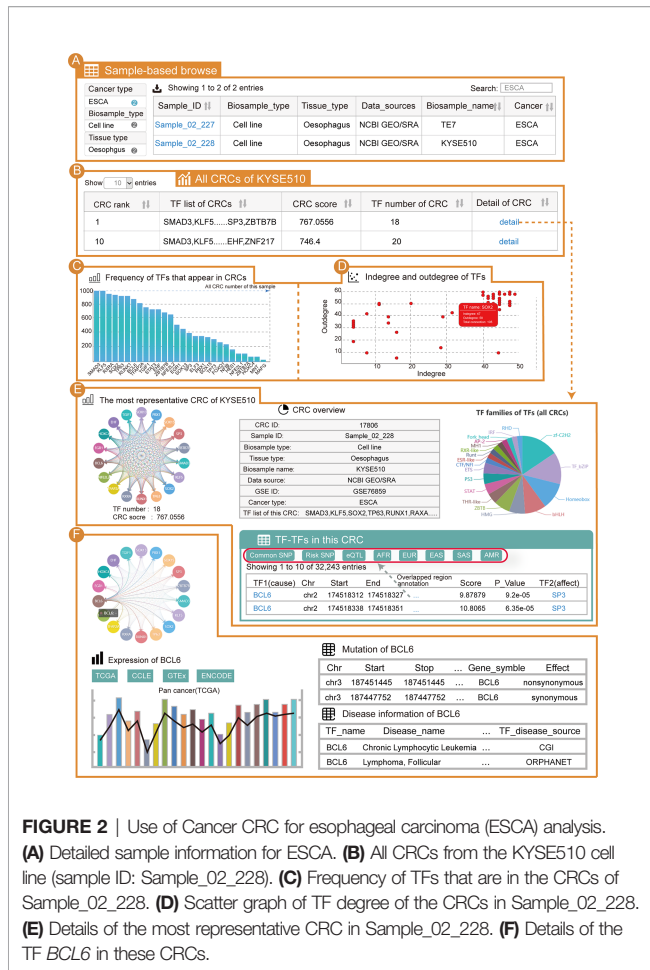 A
Sample-based browse
Cancer type
ESCA
Biosample_type
Cell line
Tissue type
Oesophgus
Showing 1 to 2 of 2 entries
Search: ESCA
Sample_ID Biosample_type Tissue_type Data_sources Biosample_name Cancer
Sample_02_227 Cell line Oesophagus NCBI GEO/SRA TE7 ESCA
Sample_02_228 Cell line Oesophagus NCBI GEO/SRA KYSE510 ESCA
B
Show 10 entries
All CRCs of KYSE510
CRC rank TF list of CRCs CRC score TF number of CRC Detail of CRC
1 SMAD3,KLF5......SP3,ZBTB7B 767.0556 18 detail
10 SMAD3,KLF5......EHF,ZNF217 746.4 20 detail
C
Frequency of TFs that appear in CRCs
All CRC number of this sample
1000
800
600
400
200
D
Indegree and outdegree of TFs
Outdegree
60
50
40
30
20
10
TF name: SOX2
10 20 30 40 50
Indegree
E
The most representative CRC of KYSE510
TF number : 18
CRC socre : 767.0556
CRC overview
CRC ID: 17806
Sample ID: Sample_02_228
Biosample type: Cell line
Tissue type: Oesophagus
Biosample name: KYSE510
Data source: NCBI GEO/SRA
GSE ID: GSE76859
Cancer type: ESCA
TF list of this CRC: SMAD3,KLF5,SOX2,TP63,RUNX1,RAXA....
TF families of TFs (all CRCs)
RHD
IRF
Fork_head
AP-2
MH1
RXR-like
Runt
ESR-like
CTF/NFI
ETS
P53
STAT
THR-like
ZBTB
HMG
bHLH
Homeobox
TF_bZIP
zf-C2H2
TF-TFs in this CRC
Common SNP Risk SNP eQTL AFR EUR EAS SAS AMR
Showing 1 to 10 of 32,243 entries
Overlapped region
annotation
TF1(cause) Chr Start End Score P_Value TF2(affect)
BCL6 chr2 174518312 174518327 ... 9.87879 9.2e-05 SP3
BCL6 chr2 174518338 174518351 ... 10.8065 6.35e-05 SP3
F
BCL6
Expression of BCL6
TCGA CCLE GTEs ENCODE
Pan cancer(TCGA)
Mutation of BCL6
Chr Start Stop ... Gene_symble Effect
chr3 187451445 187451445 ... BCL6 nonsynonymous
chr3 187447752 187447752 ... BCL6 synonymous
Disease information of BCL6
TF_name Disease_name ... TF_disease_source
BCL6 Chronic Lymphocytic Leukemia ... CGI
BCL6 Lymphoma, Follicular ... ORPHANET
FIGURE 2 | Use of Cancer CRC for esophageal carcinoma (ESCA) analysis.
(A) Detailed sample information for ESCA. (B) All CRCs from the KYSE510 cell
line (sample ID: Sample_02_228). (C) Frequency of TFs that are in the CRCs of
Sample_02_228. (D) Scatter graph of TF degree of the CRCs in Sample_02_228.
(E) Details of the most representative CRC in Sample_02_228. (F) Details of the
TF BCL6 in these CRCs.